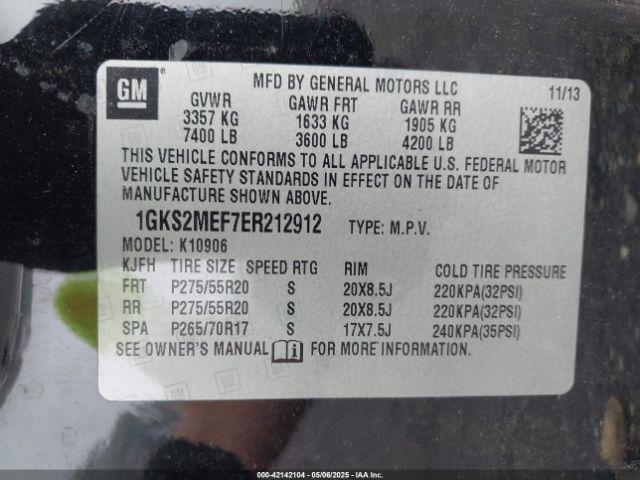 GM ®
MFD BY GENERAL MOTORS LLC 11/13
GVWR GAWR FRT GAWR RR
3357 KG 1633 KG 1905 KG
7400 LB 3600 LB 4200 LB
THIS VEHICLE CONFORMS TO ALL APPLICABLE U.S. FEDERAL MOTOR
VEHICLE SAFETY STANDARDS IN EFFECT ON THE DATE OF
MANUFACTURE SHOWN ABOVE.
1GKS2MEF7ER212912 TYPE: M.P.V.
MODEL: K10906
KJFH TIRE SIZE SPEED RTG RIM COLD TIRE PRESSURE
FRT P275/55R20 S 20X8.5J 220KPA(32PSI)
RR P275/55R20 S 20X8.5J 220KPA(32PSI)
SPA P265/70R17 S 17X7.5J 240KPA(35PSI)
SEE OWNER'S MANUAL i FOR MORE INFORMATION.
000-42142104 - 05/06/2025 - IAA Inc.